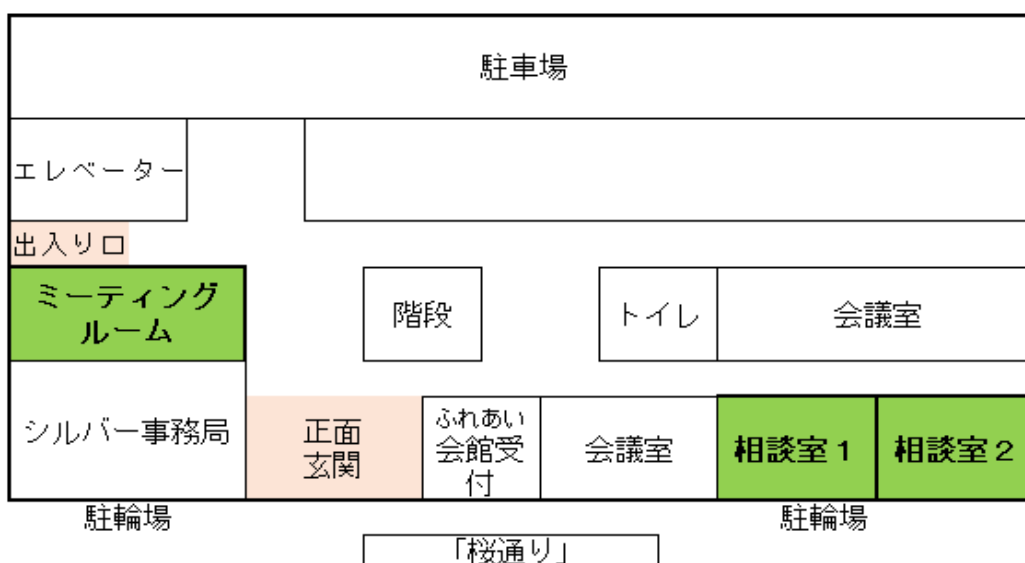 駐車場
エレベーター
出入り口
ミーティング
ルーム
階段
トイレ
会議室
シルバー事務局
正面
玄関
ふれあい
会館受
付
会議室
相談室1
相談室2
駐輪場
駐輪場
「桜通り」